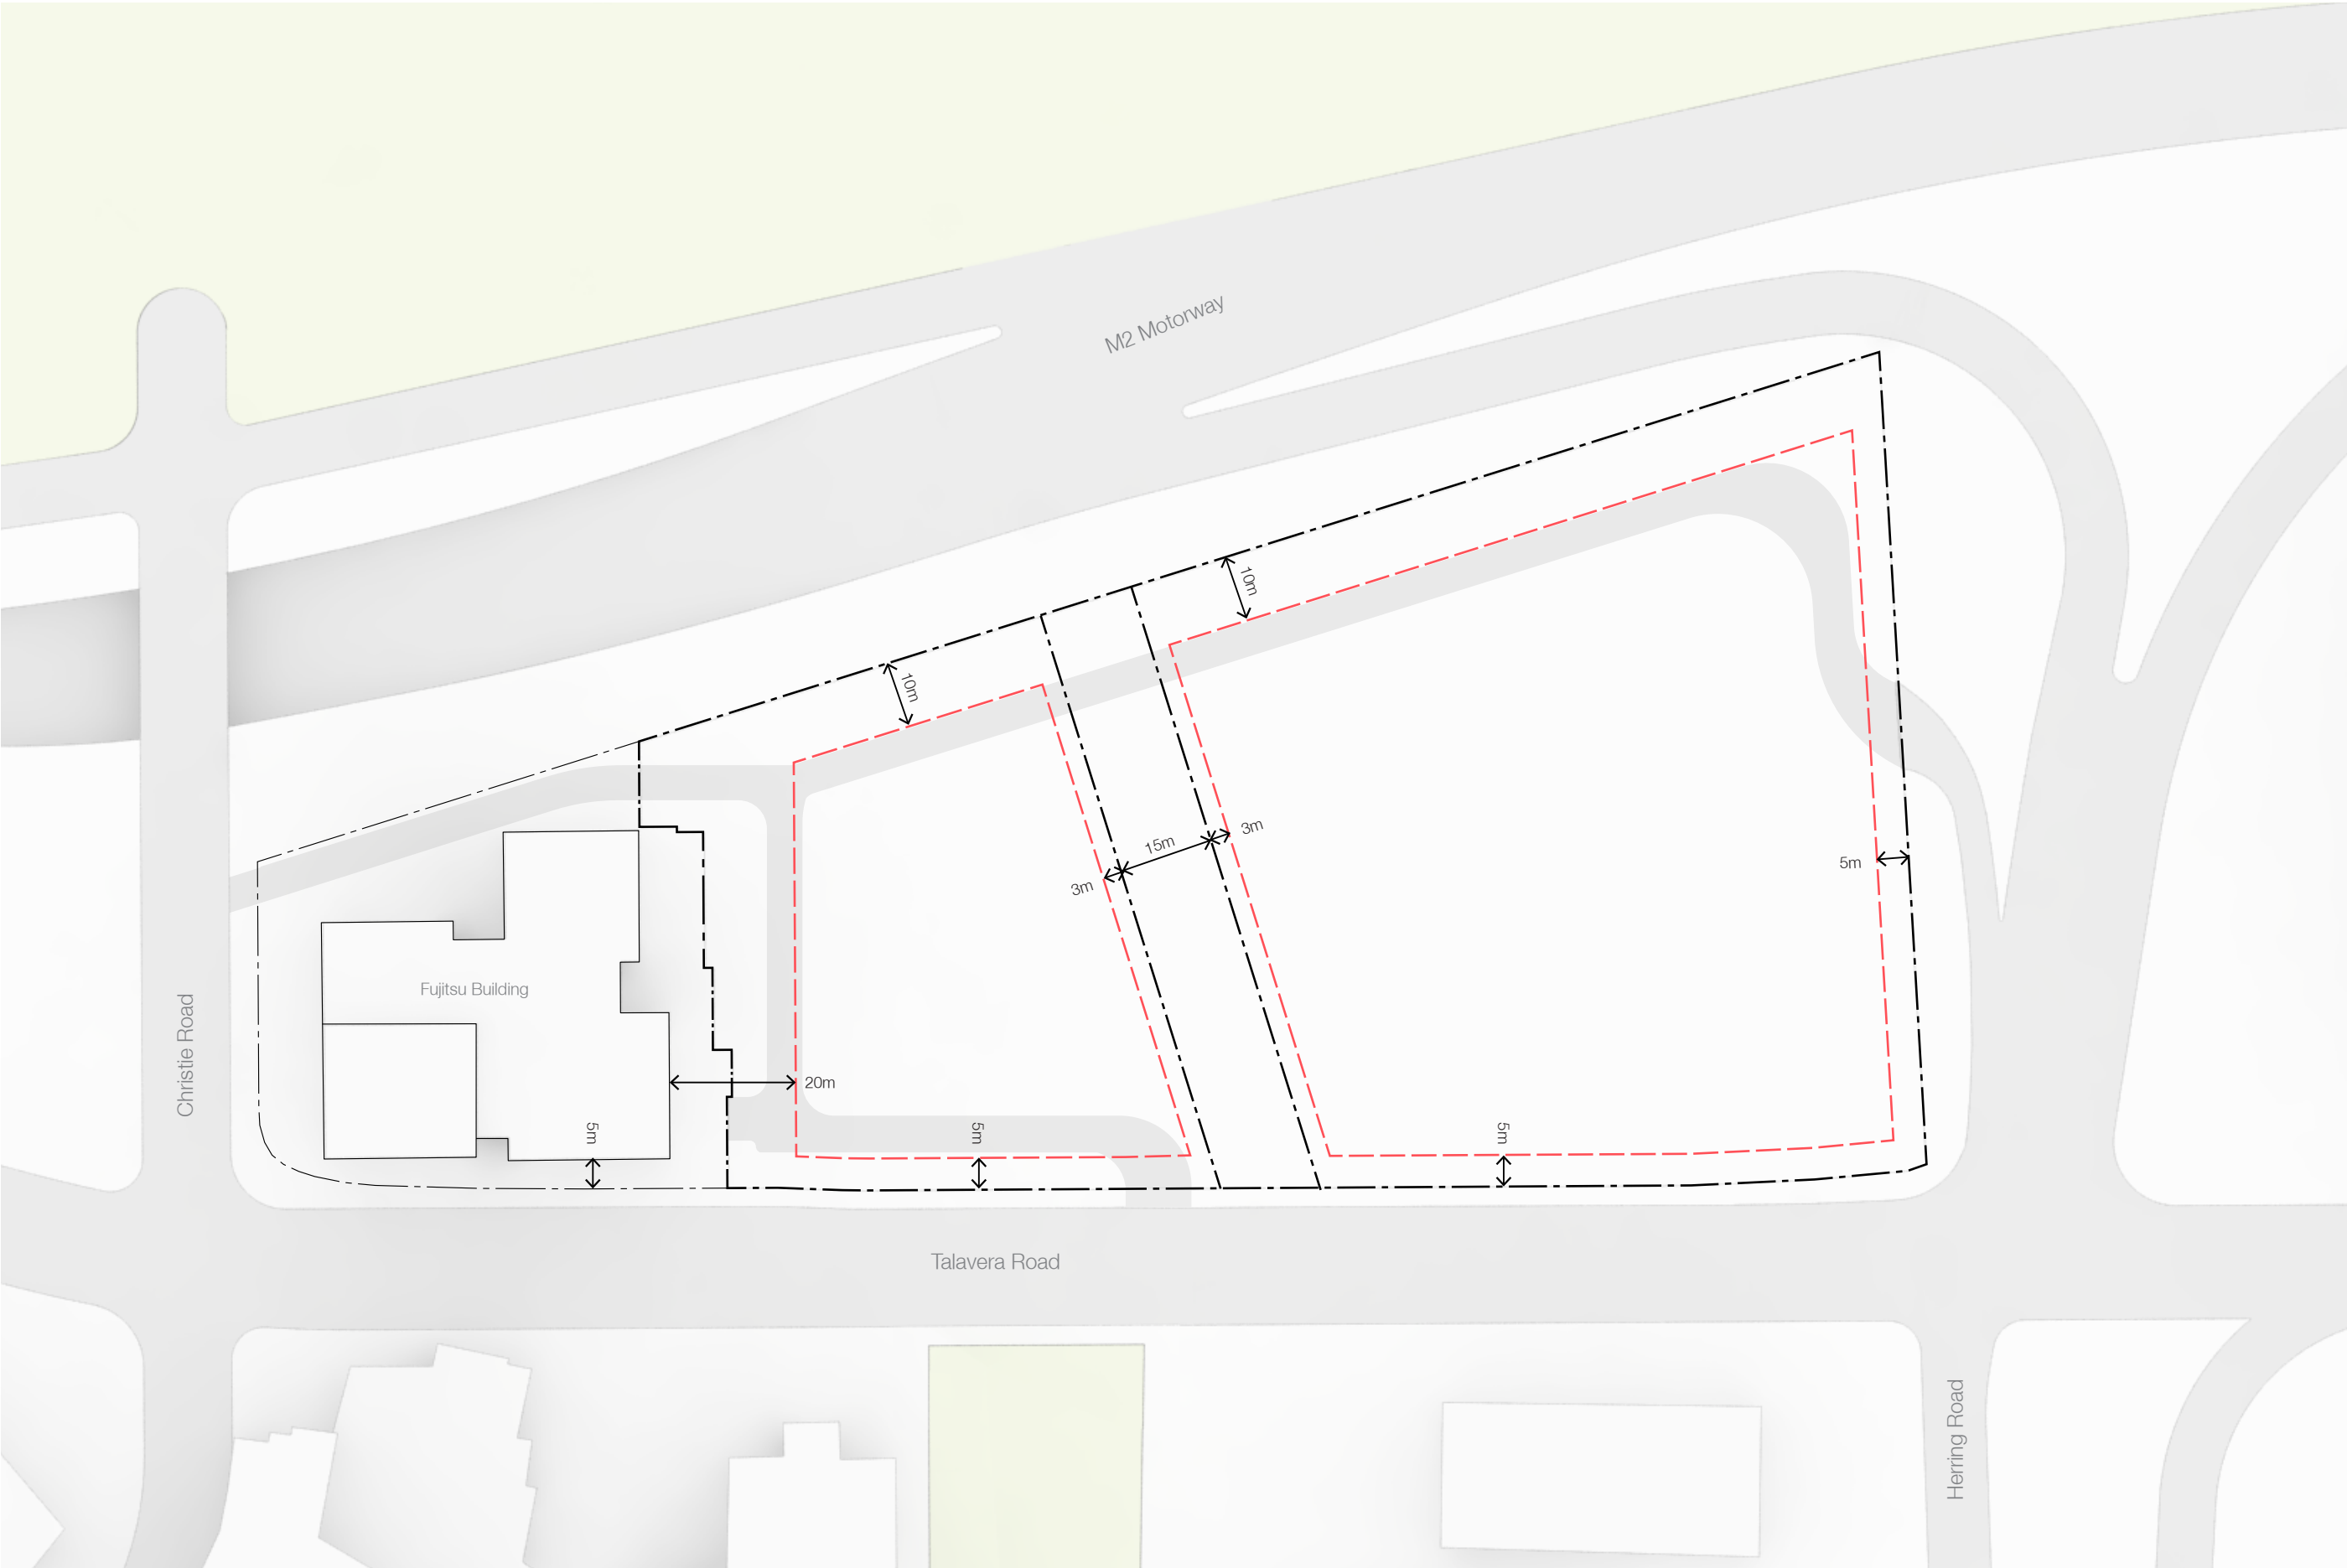 M2 Motorway
10m
10m
15m
3m
3m
5m
Fujitsu Building
Christie Road
20m
5m
5m
5m
Talavera Road
Herring Road